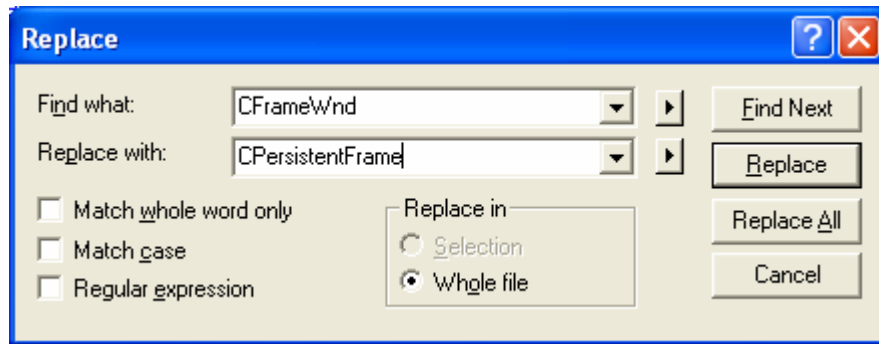 Replace
Find what: CFrameWnd Find Next
Replace with: CPersistentFrame Replace
Match whole word only Replace in Replace All
Match case Selection
Regular expression Whole file Cancel